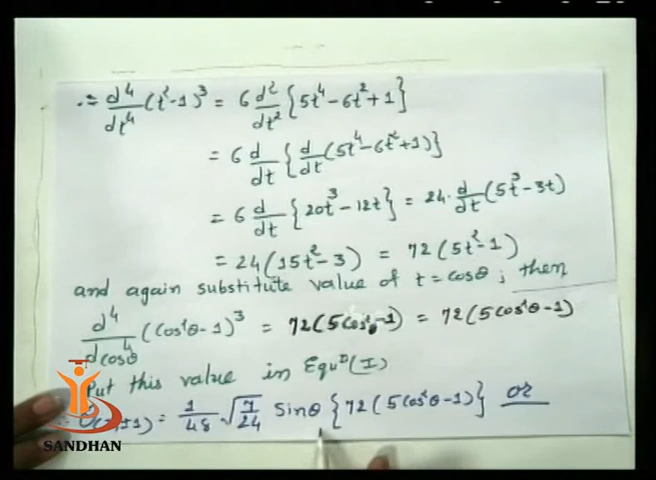 ∴ d⁴/dt⁴ (t²-1)³ = 6 d²/dt² {5t⁴ - 6t² + 1}
= 6 d/dt { d/dt (5t⁴ - 6t² + 1)}
= 6 d/dt {20t³ - 12t} = 24. d/dt (5t³ - 3t)
= 24 (15t² - 3) = 72 (5t² - 1)
and again substitute value of t = cosθ ; then
d⁴/dcosθ⁴ (cos²θ - 1)³ = 72 (5cos²θ - 1) = 72 (5cos²θ - 1)
Put this value in Equⁿ (I)
±1) = 1/48 √7/24 Sinθ {72 (5cos²θ - 1)} or
SANDHAN